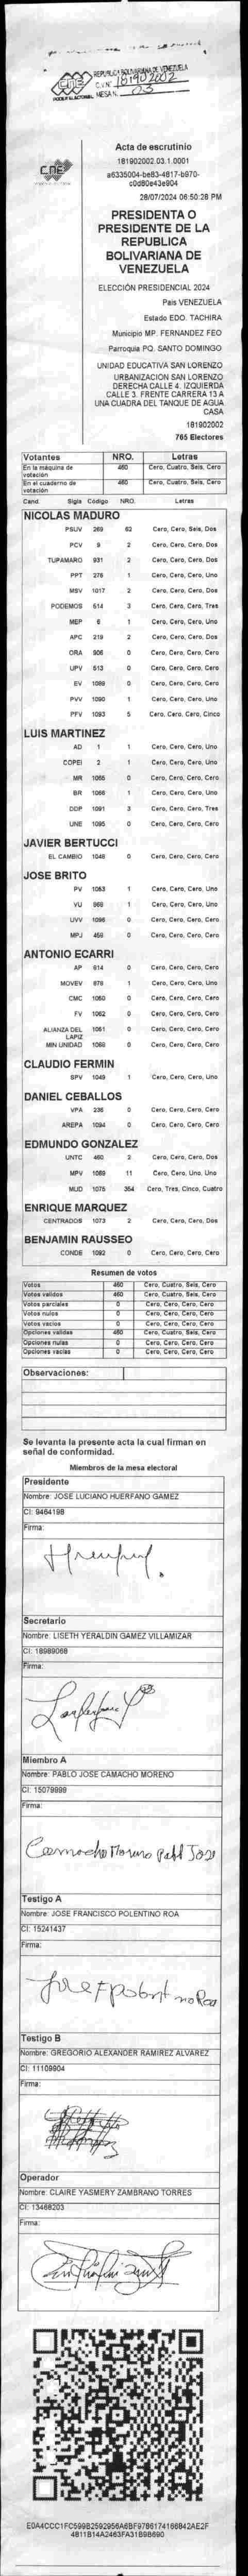 CNE
PODER ELECTORAL
REPUBLICA BOLIVARIANA DE VENEZUELA
C.V.Nº 181902002
MESA N. 03
CNE
Acta de escrutinio
181902002.03.1.0001
a6335004-be83-4817-b970-
c0d80e43e904
28/07/2024 06:50:28 PM
PRESIDENTA O
PRESIDENTE DE LA
REPUBLICA
BOLIVARIANA DE
VENEZUELA
ELECCIÓN PRESIDENCIAL 2024
Pais VENEZUELA
Estado EDO. TACHIRA
Municipio MP. FERNANDEZ FEO
Parroquia PQ. SANTO DOMINGO
UNIDAD EDUCATIVA SAN LORENZO
URBANIZACION SAN LORENZO
DERECHA CALLE 4. IZQUIERDA
CALLE 3. FRENTE CARRERA 13 A
UNA CUADRA DEL TANQUE DE AGUA
CASA
181902002
765 Electores
Votantes NRO. Letras
En la máquina de votación 460 Cero, Cuatro, Seis, Cero
En el cuaderno de votación 460 Cero, Cuatro, Seis, Cero
Cand. Sigla Código NRO. Letras
NICOLAS MADURO
PSUV 269 62 Cero, Cero, Seis, Dos
PCV 9 2 Cero, Cero, Cero, Dos
TUPAMARO 931 2 Cero, Cero, Cero, Dos
PPT 275 1 Cero, Cero, Cero, Uno
MSV 1017 2 Cero, Cero, Cero, Dos
PODEMOS 514 3 Cero, Cero, Cero, Tres
MEP 6 1 Cero, Cero, Cero, Uno
APC 219 2 Cero, Cero, Cero, Dos
ORA 906 0 Cero, Cero, Cero, Cero
UPV 513 0 Cero, Cero, Cero, Cero
EV 1089 0 Cero, Cero, Cero, Cero
PVV 1090 1 Cero, Cero, Cero, Uno
PFV 1093 5 Cero, Cero, Cero, Cinco
LUIS MARTINEZ
AD 1 1 Cero, Cero, Cero, Uno
COPEI 2 1 Cero, Cero, Cero, Uno
MR 1065 0 Cero, Cero, Cero, Cero
BR 1066 1 Cero, Cero, Cero, Uno
DDP 1091 3 Cero, Cero, Cero, Tres
UNE 1095 0 Cero, Cero, Cero, Cero
JAVIER BERTUCCI
EL CAMBIO 1048 0 Cero, Cero, Cero, Cero
JOSE BRITO
PV 1063 1 Cero, Cero, Cero, Uno
VU 969 1 Cero, Cero, Cero, Uno
UVV 1096 0 Cero, Cero, Cero, Cero
MPJ 459 0 Cero, Cero, Cero, Cero
ANTONIO ECARRI
AP 914 0 Cero, Cero, Cero, Cero
MOVEV 979 1 Cero, Cero, Cero, Uno
CMC 1060 0 Cero, Cero, Cero, Cero
FV 1062 0 Cero, Cero, Cero, Cero
ALIANZA DEL LAPIZ 1061 0 Cero, Cero, Cero, Cero
MIN UNIDAD 1068 0 Cero, Cero, Cero, Cero
CLAUDIO FERMIN
SPV 1049 1 Cero, Cero, Cero, Uno
DANIEL CEBALLOS
VPA 236 0 Cero, Cero, Cero, Cero
AREPA 1094 0 Cero, Cero, Cero, Cero
EDMUNDO GONZALEZ
UNTC 460 2 Cero, Cero, Cero, Dos
MPV 1069 11 Cero, Cero, Uno, Uno
MUD 1075 354 Cero, Tres, Cinco, Cuatro
ENRIQUE MARQUEZ
CENTRADOS 1073 2 Cero, Cero, Cero, Dos
BENJAMIN RAUSSEO
CONDE 1092 0 Cero, Cero, Cero, Cero
Resumen de votos
Votos 460 Cero, Cuatro, Seis, Cero
Votos validos 460 Cero, Cuatro, Seis, Cero
Votos parciales 0 Cero, Cero, Cero, Cero
Votos nulos 0 Cero, Cero, Cero, Cero
Votos vacios 0 Cero, Cero, Cero, Cero
Opciones validas 460 Cero, Cuatro, Seis, Cero
Opciones nulas 0 Cero, Cero, Cero, Cero
Opciones vacias 0 Cero, Cero, Cero, Cero
Observaciones:
Se levanta la presente acta la cual firman en
señal de conformidad.
Miembros de la mesa electoral
Presidente
Nombre: JOSE LUCIANO HUERFANO GAMEZ
CI: 9464198
Firma:
Secretario
Nombre: LISETH YERALDIN GAMEZ VILLAMIZAR
CI: 18989068
Firma:
Miembro A
Nombre: PABLO JOSE CAMACHO MORENO
CI: 15079999
Firma:
Camacho Moreno Pabl Jose
Testigo A
Nombre: JOSE FRANCISCO POLENTINO ROA
CI: 15241437
Firma:
Testigo B
Nombre: GREGORIO ALEXANDER RAMIREZ ALVAREZ
CI: 11109904
Firma:
Operador
Nombre: CLAIRE YASMERY ZAMBRANO TORRES
CI: 13468203
Firma:
E0A4CCC1FC599B2592956A6BF9786174166842AE2F
4811B14A2463FA31B98690